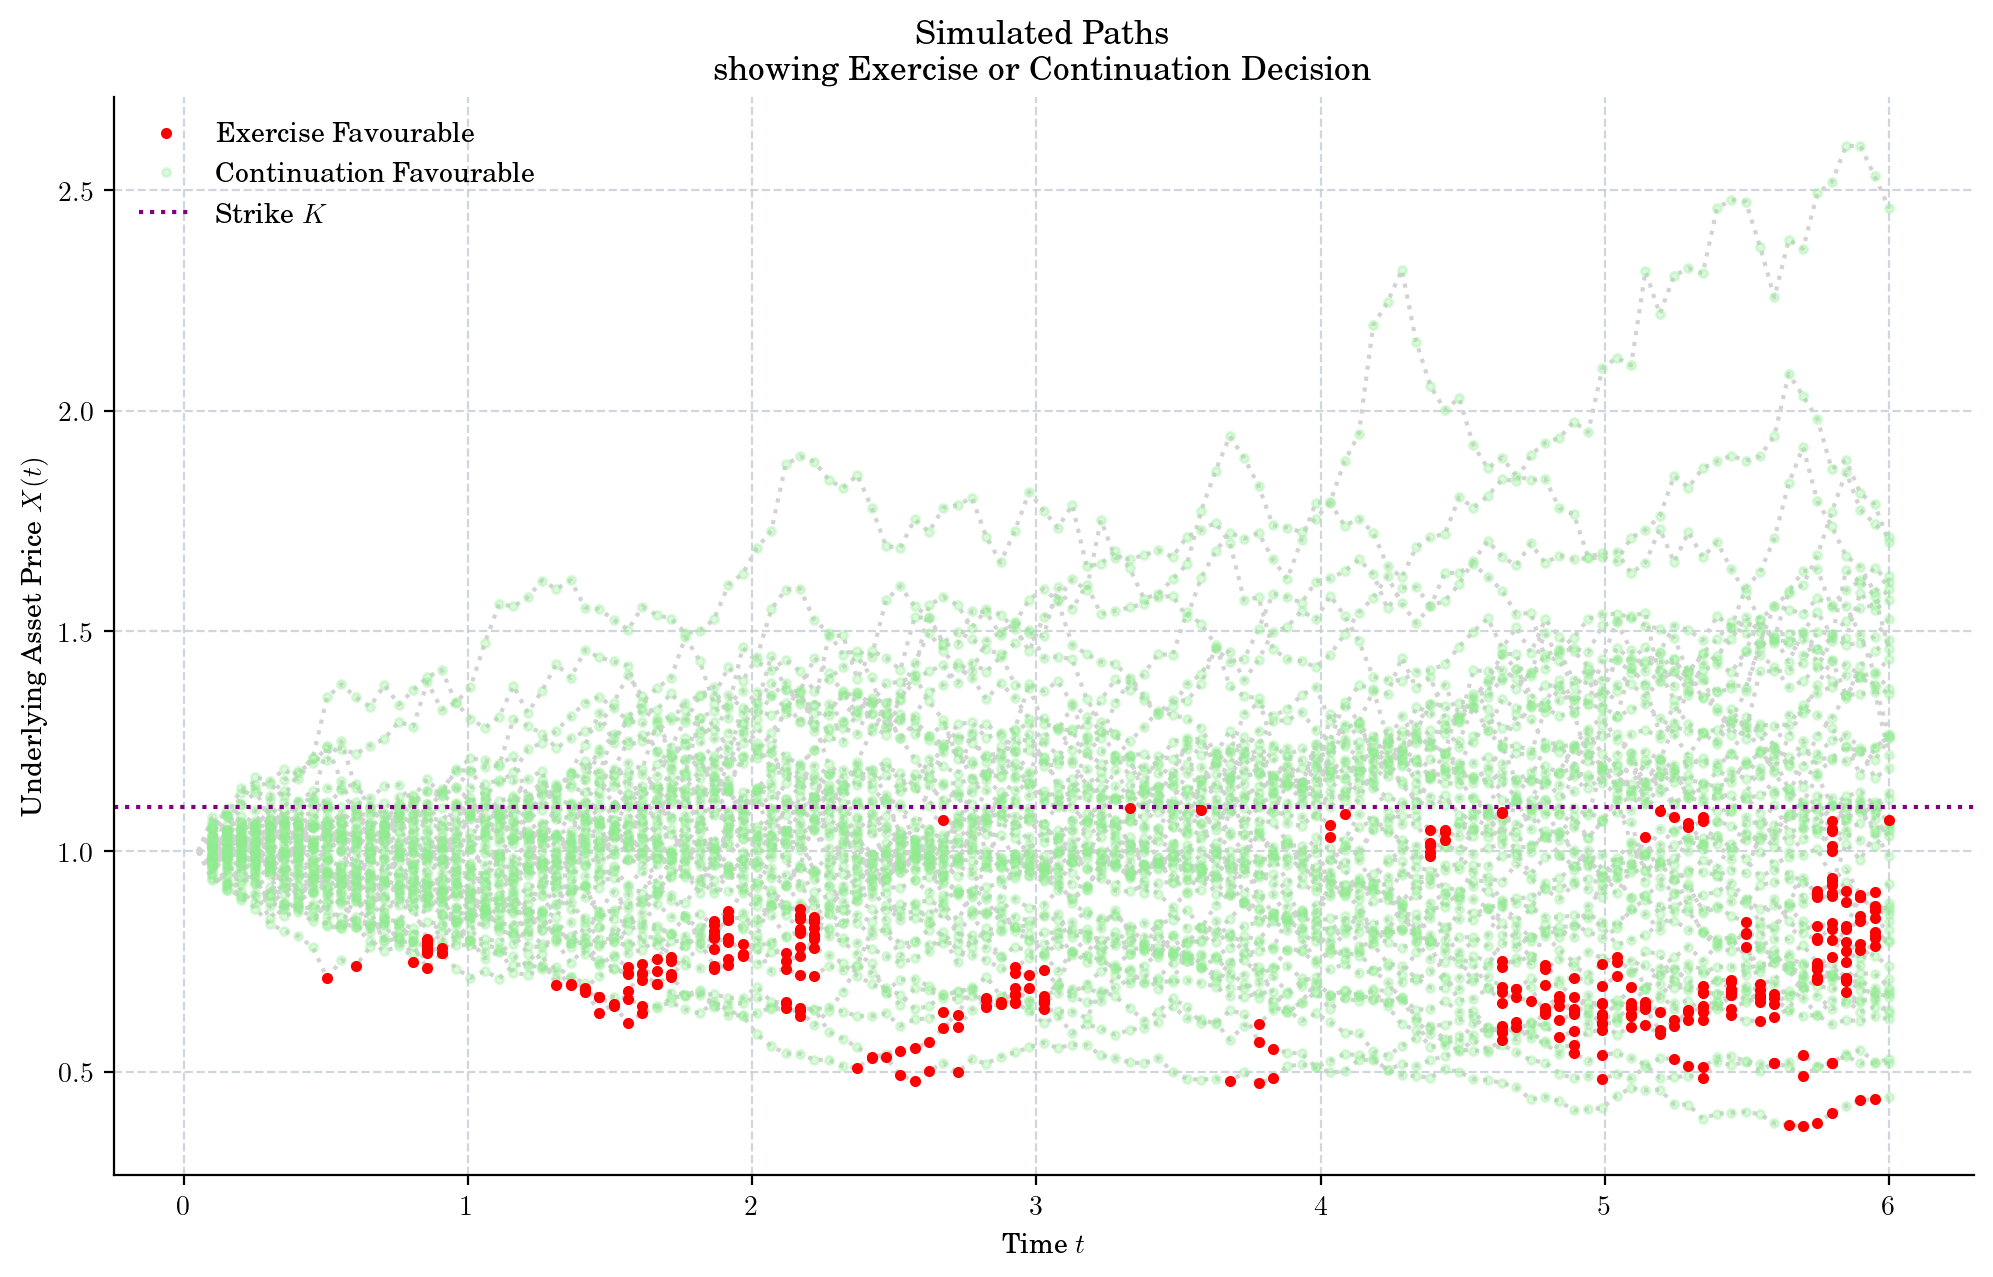 Simulated Paths
showing Exercise or Continuation Decision
Exercise Favourable
Continuation Favourable
Strike K
2.5
2.0
1.5
1.0
0.5
Underlying Asset Price X(t)
0 1 2 3 4 5 6
Time t